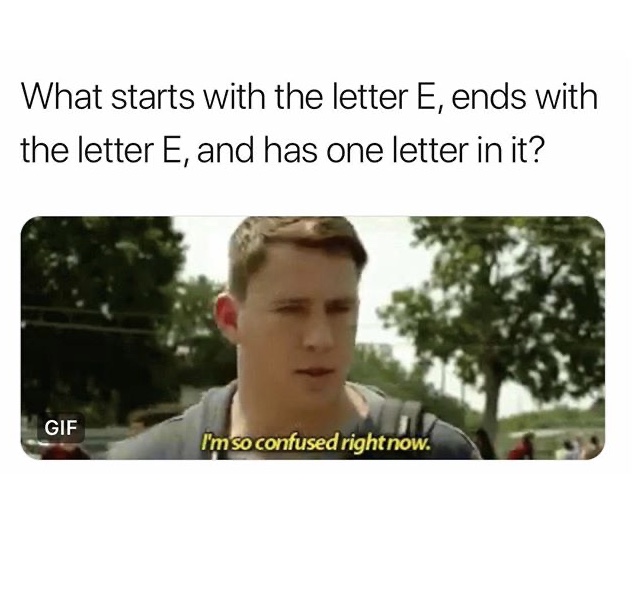 What starts with the letter E, ends with
the letter E, and has one letter in it?
GIF
I'm so confused right now.